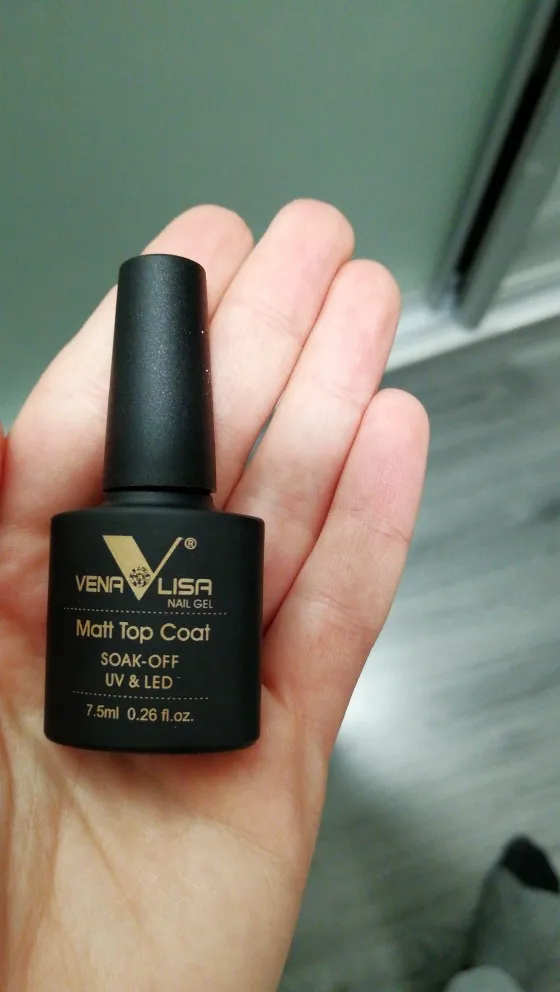 ®
VENA LISA
NAIL GEL
Matt Top Coat
SOAK-OFF
UV & LED
7.5ml 0.26 fl.oz.